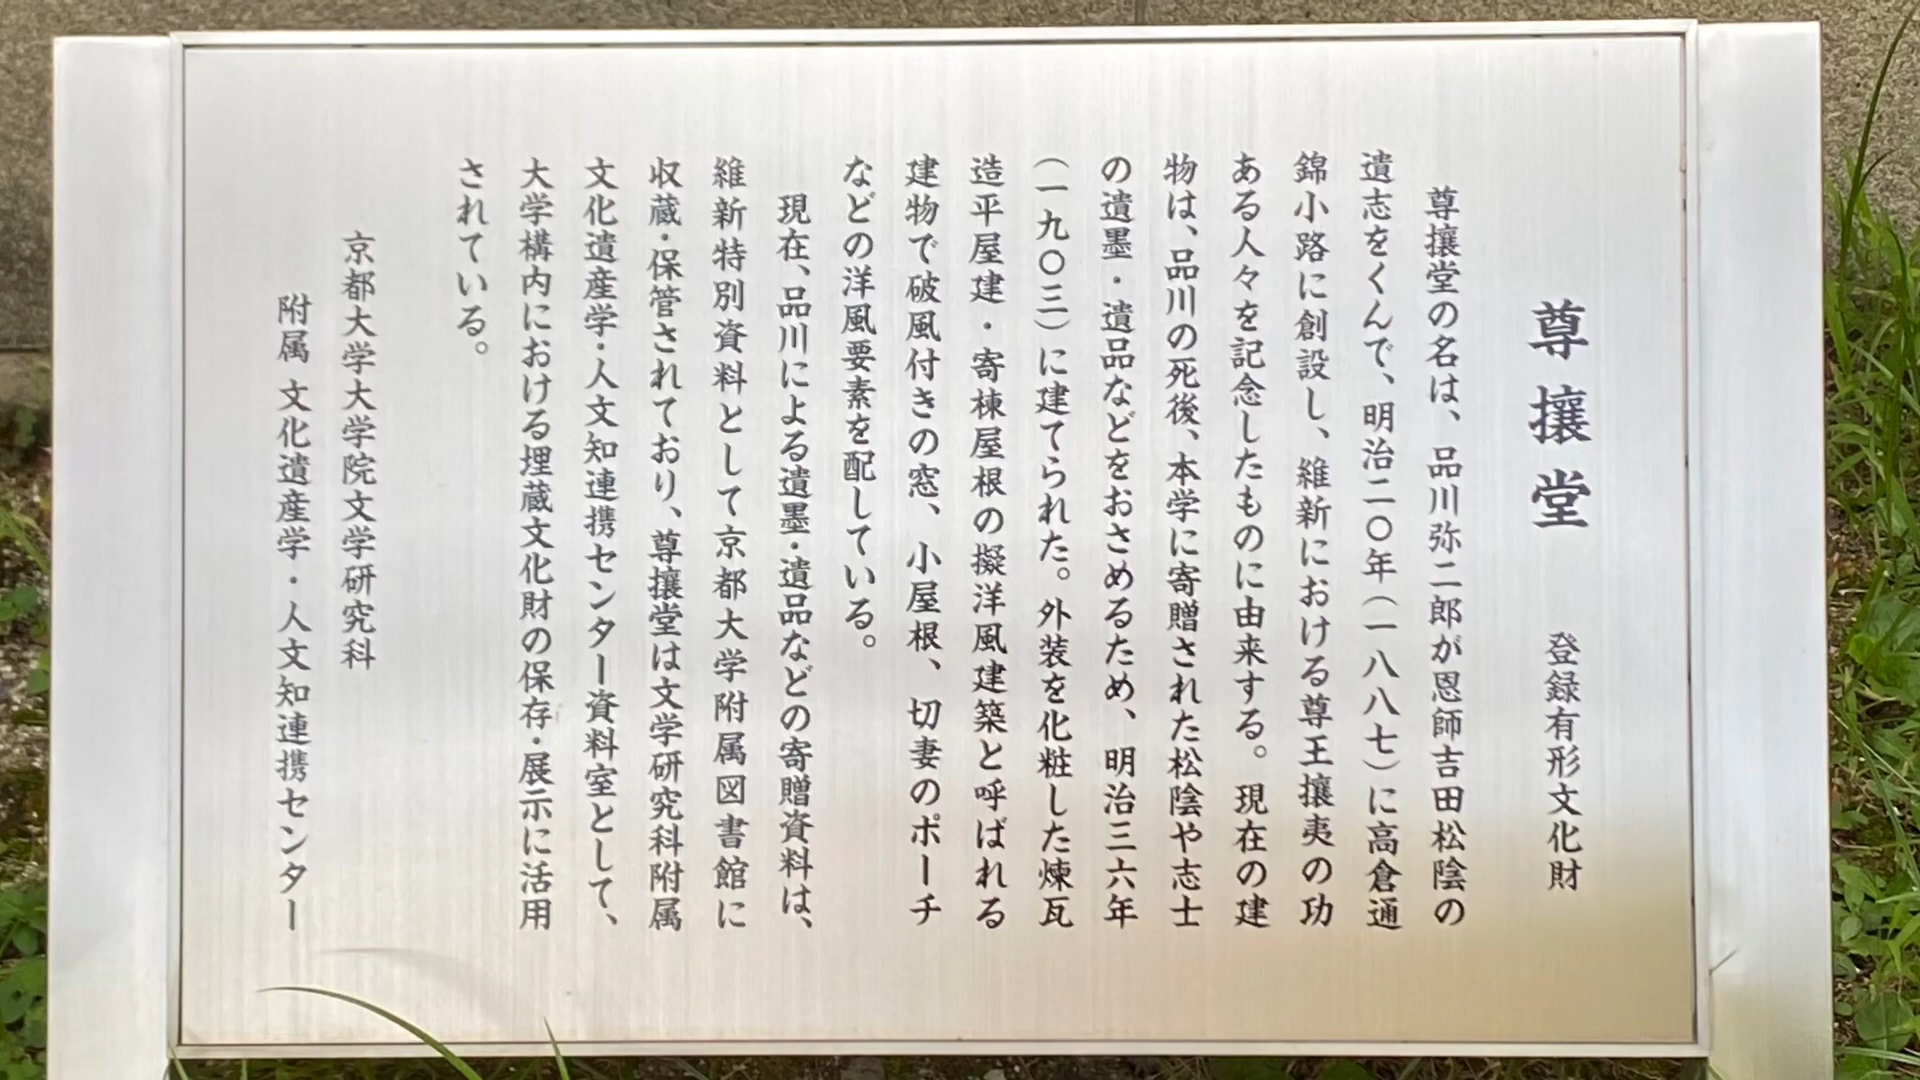 尊攘堂　登録有形文化財
尊攘堂の名は、品川弥二郎が恩師吉田松陰の
遺志をくんで、明治二〇年（一八八七）に高倉通
錦小路に創設し、維新における尊王攘夷の功
ある人々を記念したものに由来する。現在の建
物は、品川の死後、本学に寄贈された松陰や志士
の遺墨・遺品などをおさめるため、明治三六年
（一九〇三）に建てられた。外装を化粧した煉瓦
造平屋建・寄棟屋根の擬洋風建築と呼ばれる
建物で破風付きの窓、小屋根、切妻のポーチ
などの洋風要素を配している。
現在、品川による遺墨・遺品などの寄贈資料は、
維新特別資料として京都大学附属図書館に
収蔵・保管されており、尊攘堂は文学研究科附属
文化遺産学・人文知連携センター資料室として、
大学構内における埋蔵文化財の保存・展示に活用
されている。
京都大学大学院文学研究科
附属 文化遺産学・人文知連携センター